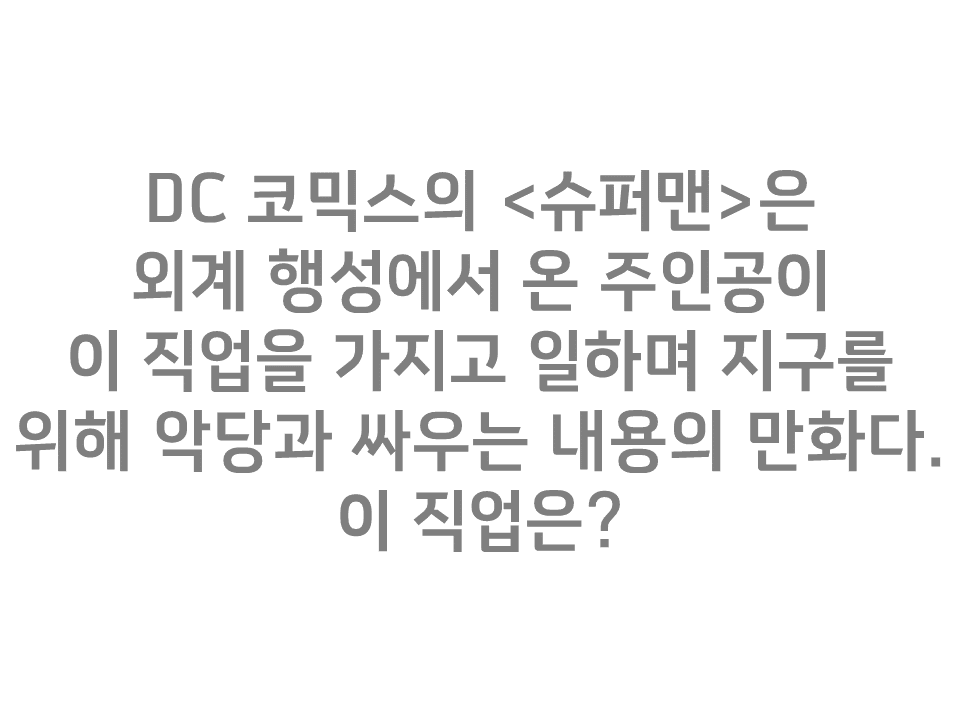 DC 코믹스의 <슈퍼맨>은
외계 행성에서 온 주인공이
이 직업을 가지고 일하며 지구를
위해 악당과 싸우는 내용의 만화다.
이 직업은?